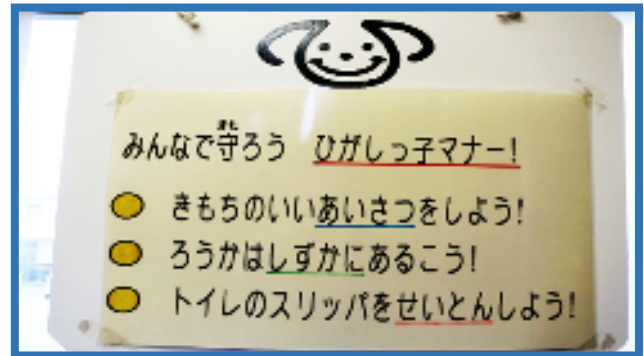 みんなで守ろう　ひがしっ子マナー！
きもちのいいあいさつをしよう！
ろうかはしずかにあるこう！
トイレのスリッパをせいとんしよう！